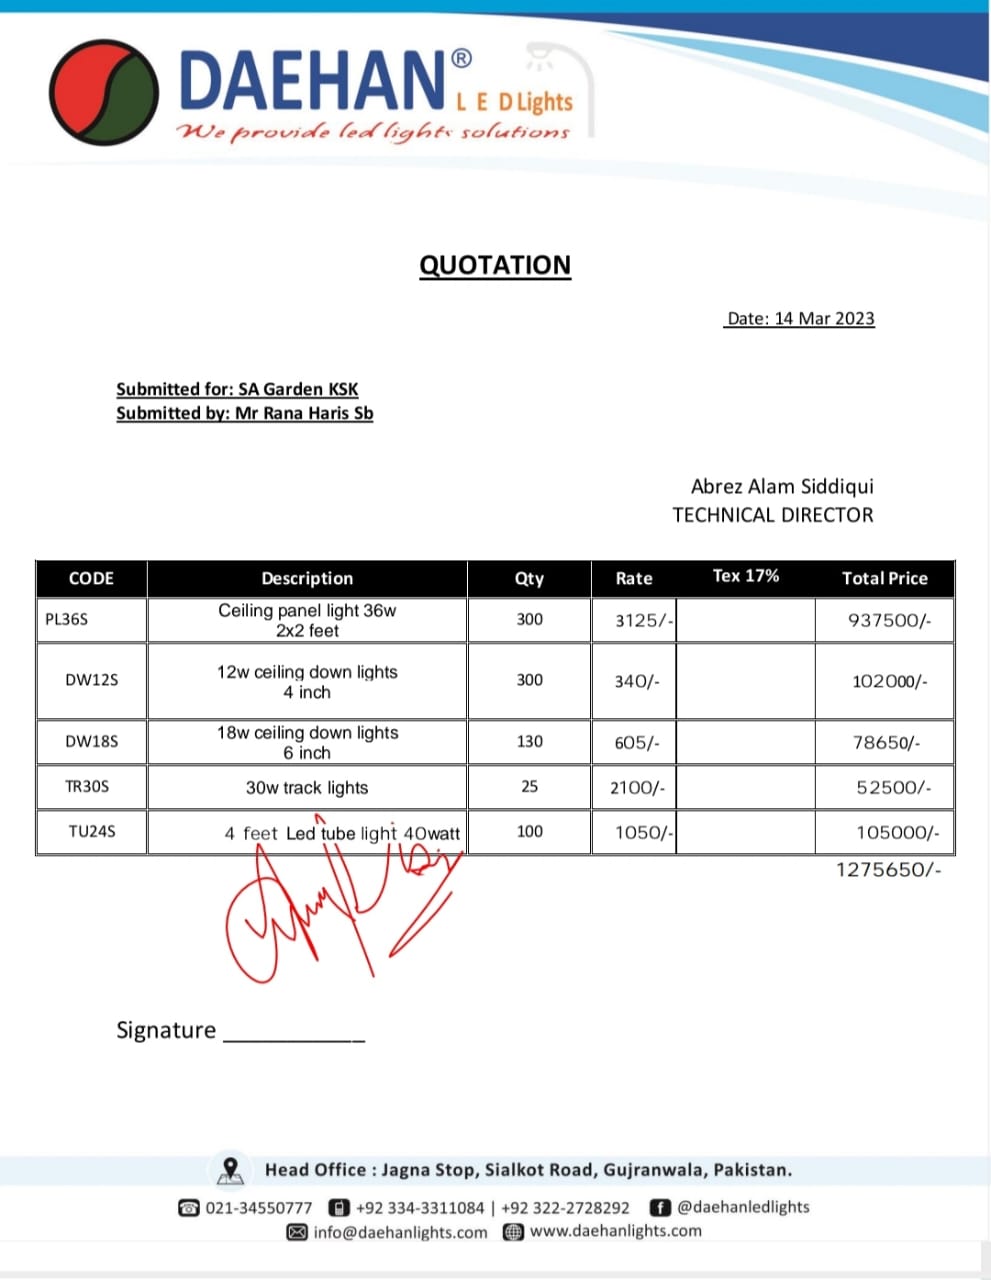 DAEHAN®
LED Lights
We provide led lights solutions
QUOTATION
Date: 14 Mar 2023
Submitted for: SA Garden KSK
Submitted by: Mr Rana Haris Sb
Abrez Alam Siddiqui
TECHNICAL DIRECTOR
CODE Description Qty Rate Tex 17% Total Price
PL36S Ceiling panel light 36w 2x2 feet 300 3125/- 937500/-
DW12S 12w ceiling down lights 4 inch 300 340/- 102000/-
DW18S 18w ceiling down lights 6 inch 130 605/- 78650/-
TR30S 30w track lights 25 2100/- 52500/-
TU24S 4 feet Led tube light 40watt 100 1050/- 105000/-
1275650/-
Signature ____________
Head Office : Jagna Stop, Sialkot Road, Gujranwala, Pakistan.
021-34550777 +92 334-3311084 | +92 322-2728292 @daehanledlights
info@daehanlights.com www.daehanlights.com